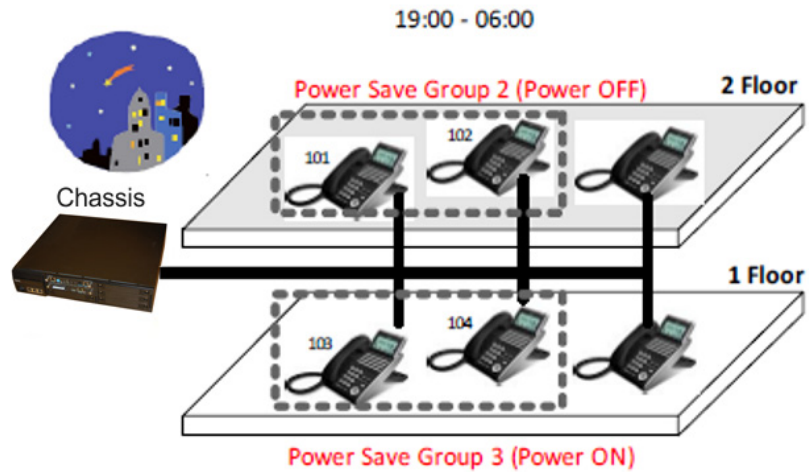 19:00 - 06:00
Power Save Group 2 (Power OFF)
2 Floor
101
102
Chassis
1 Floor
103
104
Power Save Group 3 (Power ON)